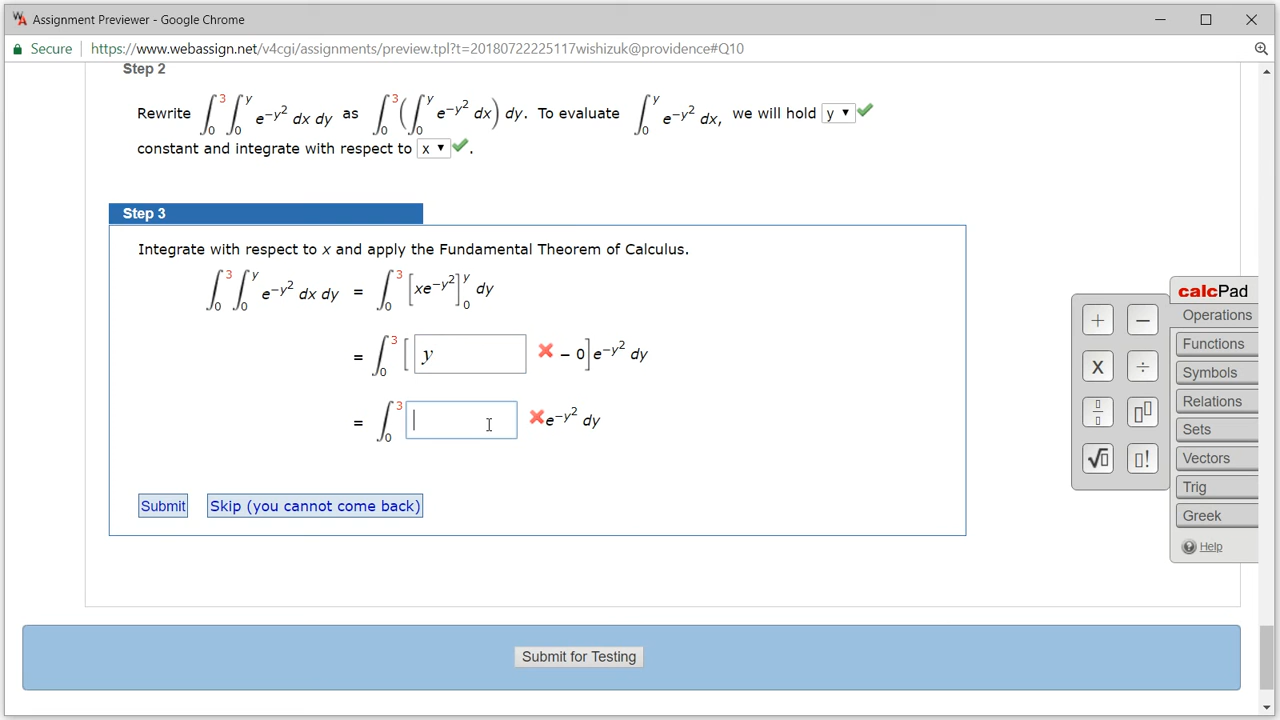 Assignment Previewer - Google Chrome
Secure https://www.webassign.net/v4cgi/assignments/preview.tpl?t=20180722225117wishizuk@providence#Q10
Step 2
Rewrite ∫₀³ ∫₀ʸ e^(−y²) dx dy as ∫₀³ (∫₀ʸ e^(−y²) dx) dy. To evaluate ∫₀ʸ e^(−y²) dx, we will hold y ▼ ✔
constant and integrate with respect to x ▼ ✔.
Step 3
Integrate with respect to x and apply the Fundamental Theorem of Calculus.
∫₀³ ∫₀ʸ e^(−y²) dx dy = ∫₀³ [xe^(−y²)]₀ʸ dy
= ∫₀³ [ y ✖ − 0] e^(−y²) dy
= ∫₀³ ✖ e^(−y²) dy
Submit Skip (you cannot come back)
Submit for Testing
calcPad
Operations
Functions
Symbols
Relations
Sets
Vectors
Trig
Greek
Help
+ −
x ÷
√▯ ▯!